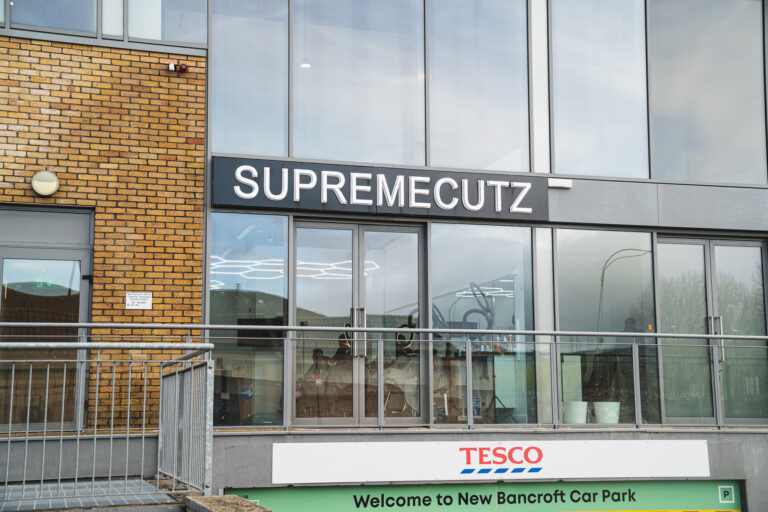 SUPREMECUTZ
TESCO
Welcome to New Bancroft Car Park
P